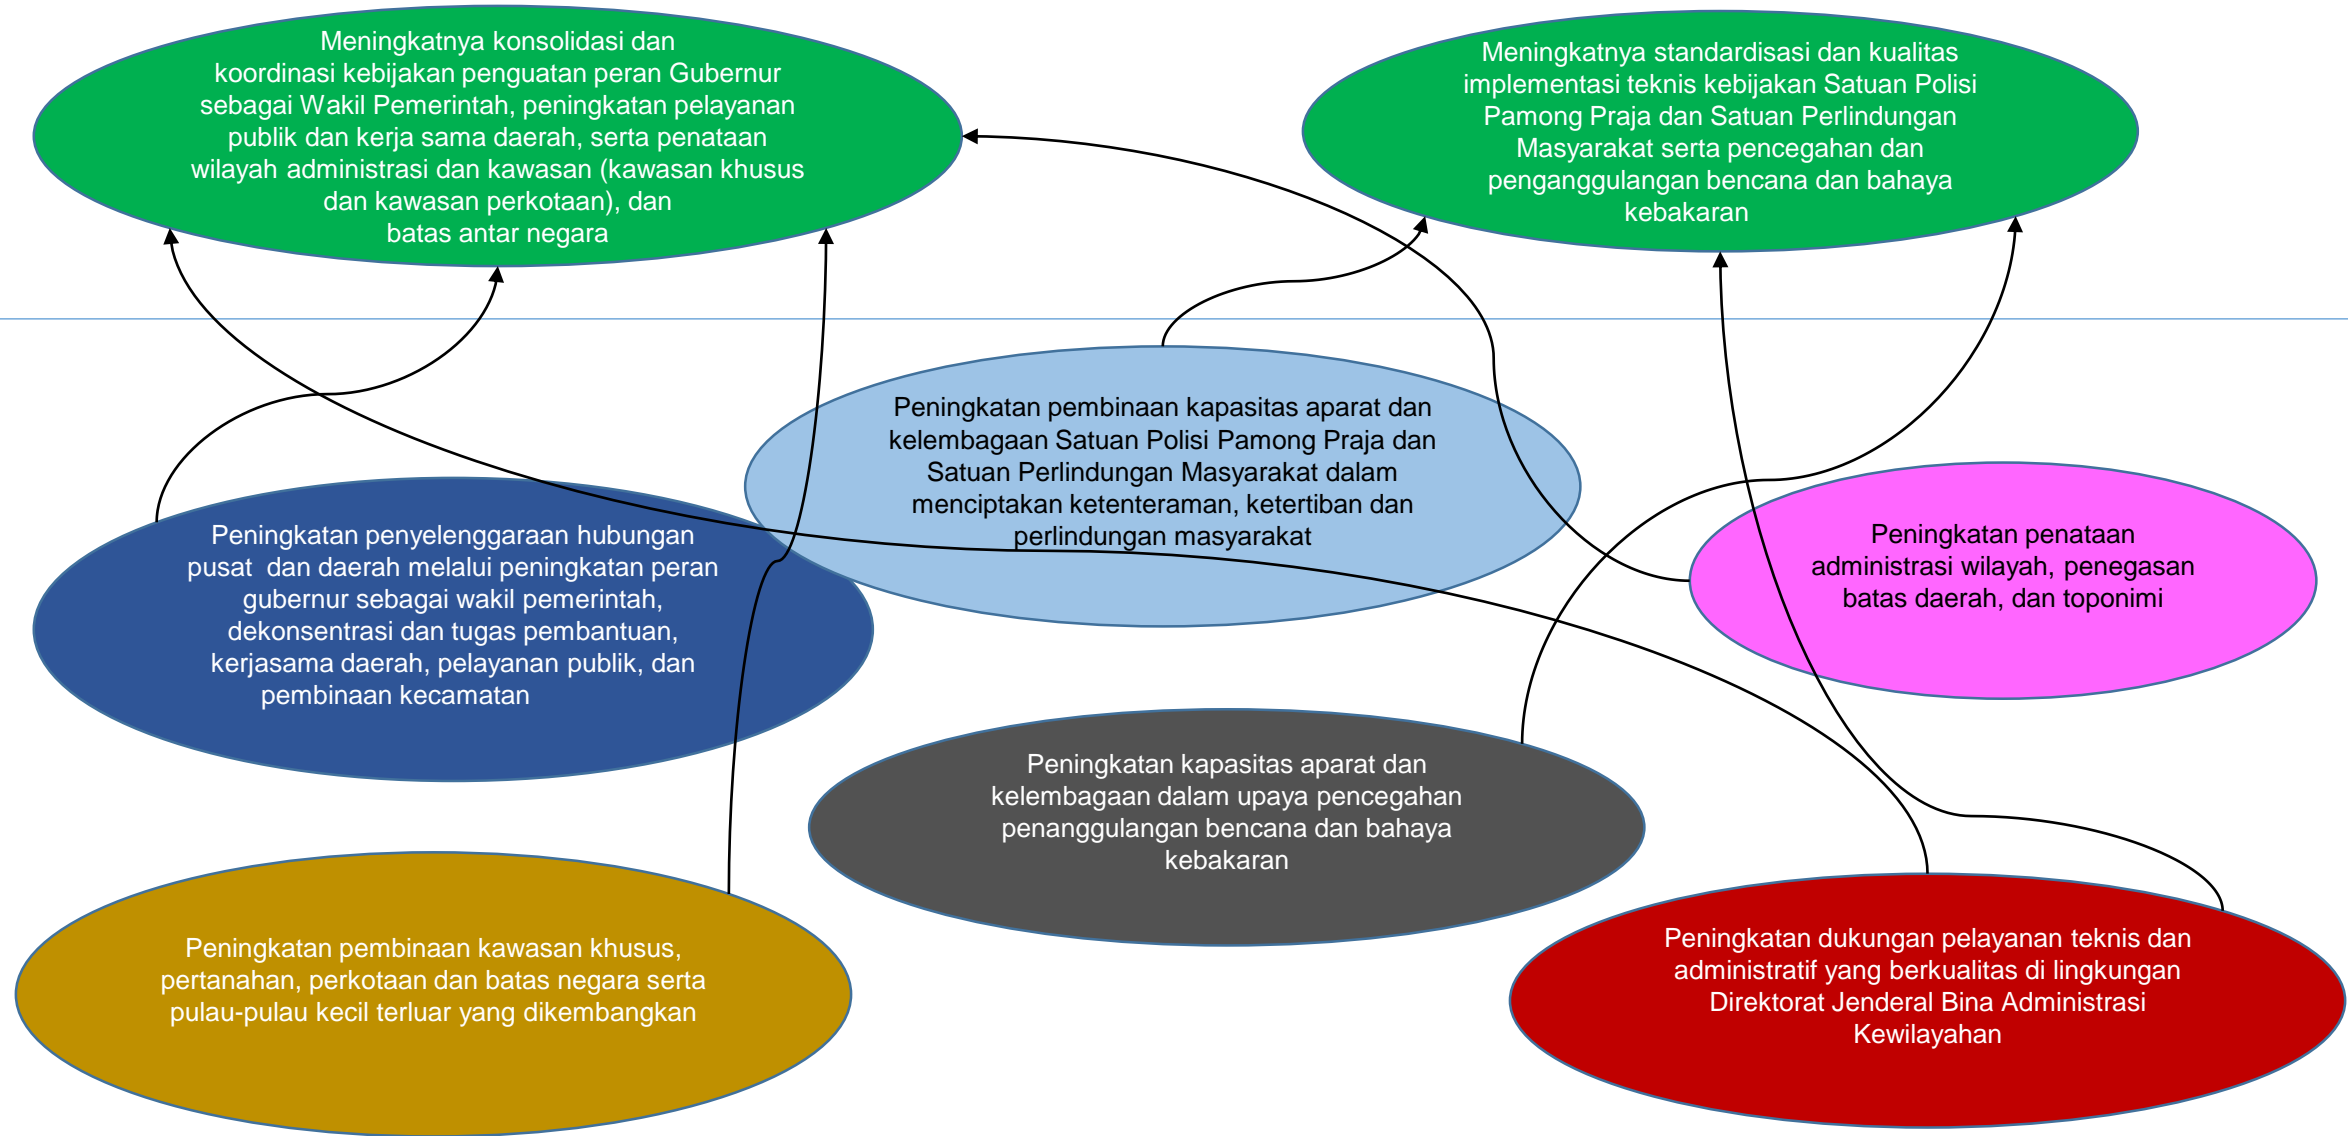 Meningkatnya konsolidasi dan
koordinasi kebijakan penguatan peran Gubernur
sebagai Wakil Pemerintah, peningkatan pelayanan
publik dan kerja sama daerah, serta penataan
wilayah administrasi dan kawasan (kawasan khusus
dan kawasan perkotaan), dan
batas antar negara
Meningkatnya standardisasi dan kualitas
implementasi teknis kebijakan Satuan Polisi
Pamong Praja dan Satuan Perlindungan
Masyarakat serta pencegahan dan
penganggulangan bencana dan bahaya
kebakaran
Peningkatan pembinaan kapasitas aparat dan
kelembagaan Satuan Polisi Pamong Praja dan
Satuan Perlindungan Masyarakat dalam
menciptakan ketenteraman, ketertiban dan
perlindungan masyarakat
Peningkatan penyelenggaraan hubungan
pusat  dan daerah melalui peningkatan peran
gubernur sebagai wakil pemerintah,
dekonsentrasi dan tugas pembantuan,
kerjasama daerah, pelayanan publik, dan
pembinaan kecamatan
Peningkatan penataan
administrasi wilayah, penegasan
batas daerah, dan toponimi
Peningkatan kapasitas aparat dan
kelembagaan dalam upaya pencegahan
penanggulangan bencana dan bahaya
kebakaran
Peningkatan pembinaan kawasan khusus,
pertanahan, perkotaan dan batas negara serta
pulau-pulau kecil terluar yang dikembangkan
Peningkatan dukungan pelayanan teknis dan
administratif yang berkualitas di lingkungan
Direktorat Jenderal Bina Administrasi
Kewilayahan